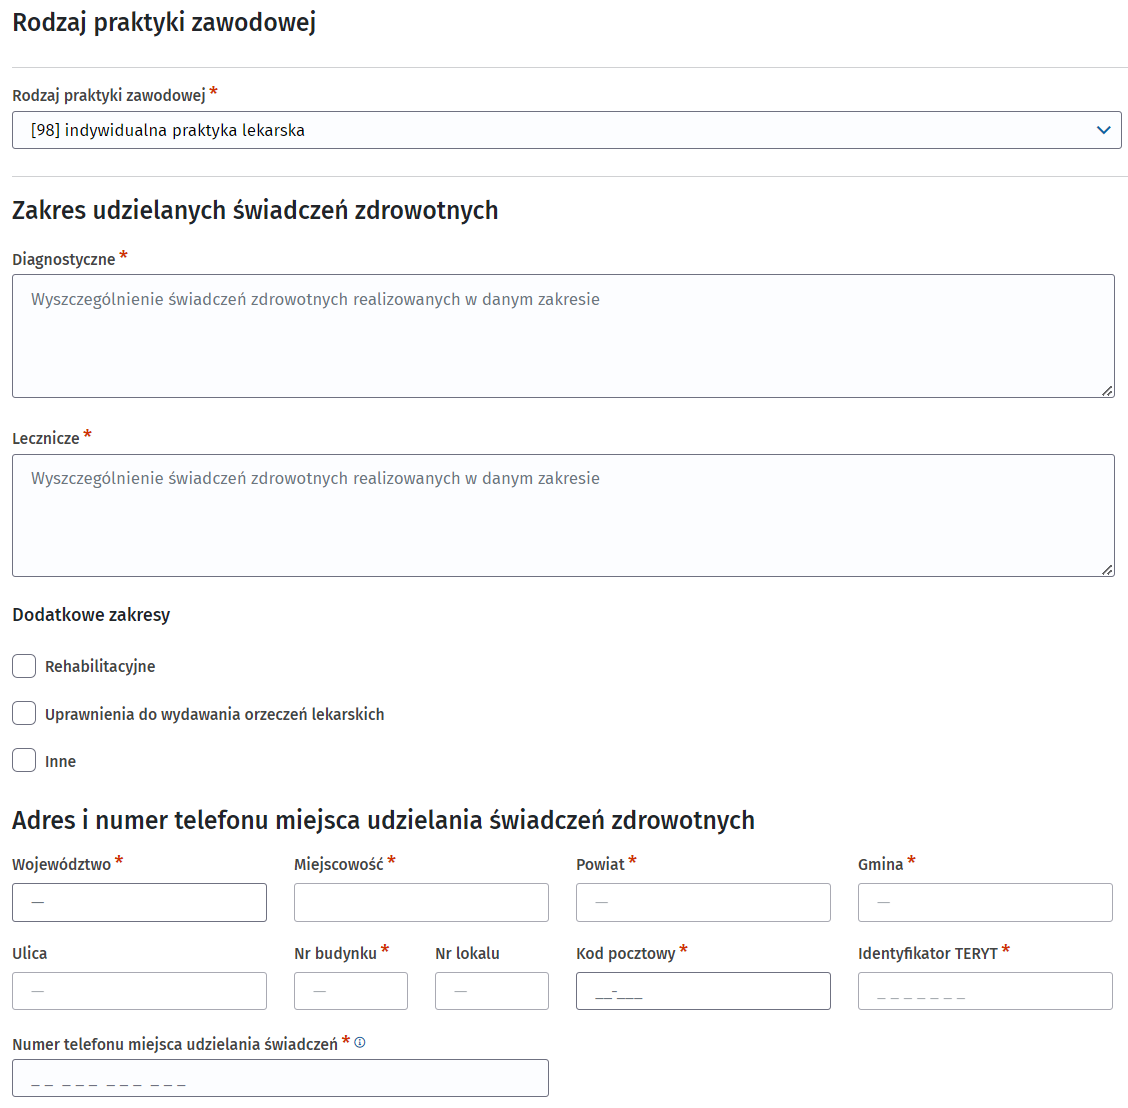 Rodzaj praktyki zawodowej
Rodzaj praktyki zawodowej *
[98] indywidualna praktyka lekarska
Zakres udzielanych świadczeń zdrowotnych
Diagnostyczne *
Wyszczególnienie świadczeń zdrowotnych realizowanych w danym zakresie
Lecznicze *
Wyszczególnienie świadczeń zdrowotnych realizowanych w danym zakresie
Dodatkowe zakresy
Rehabilitacyjne
Uprawnienia do wydawania orzeczeń lekarskich
Inne
Adres i numer telefonu miejsca udzielania świadczeń zdrowotnych
Województwo * Miejscowość * Powiat * Gmina *
— — —
Ulica Nr budynku * Nr lokalu Kod pocztowy * Identyfikator TERYT *
— — — __-___ _ _ _ _ _ _ _
Numer telefonu miejsca udzielania świadczeń *
_ _ _ _ _ _ _ _ _ _ _